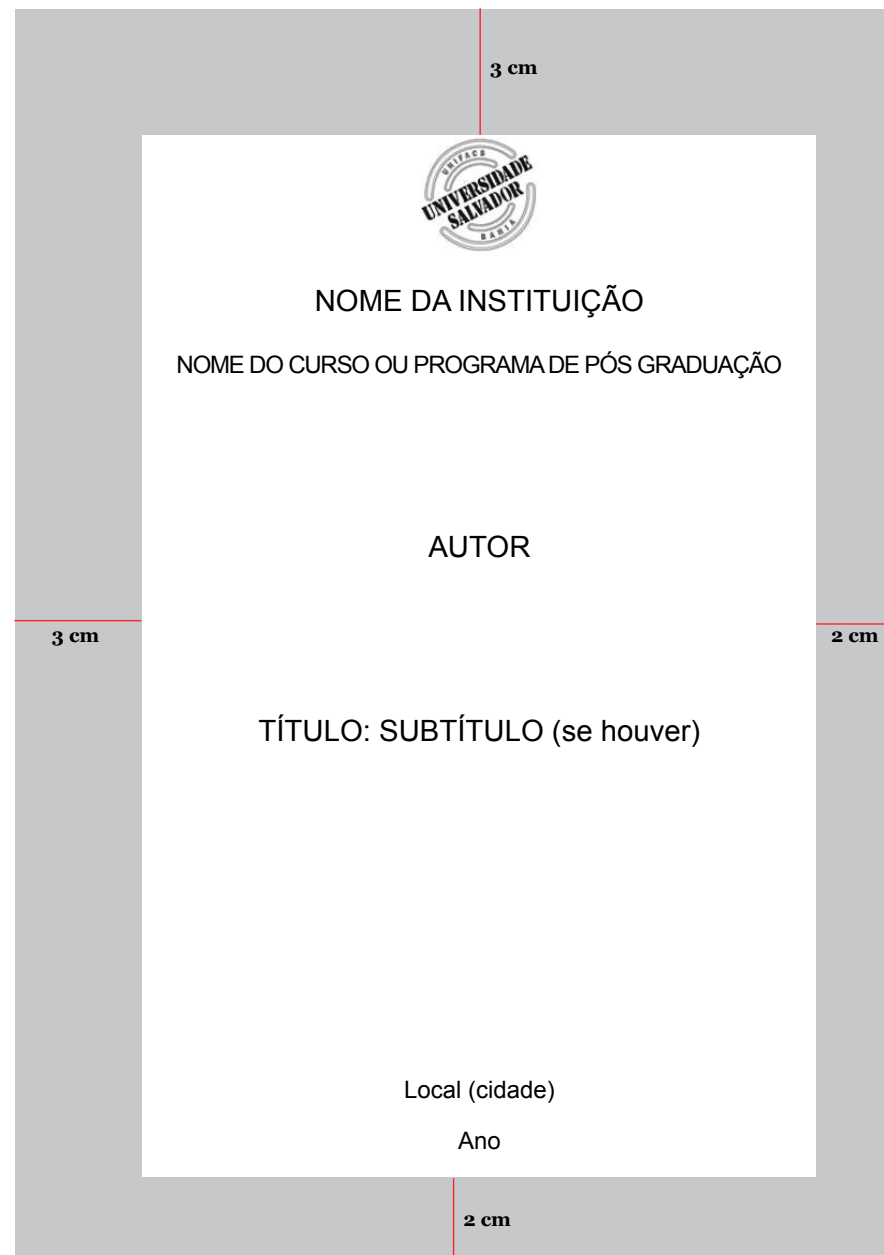 3 cm
UNIFACS
UNIVERSIDADE
SALVADOR
BAHIA
NOME DA INSTITUIÇÃO
NOME DO CURSO OU PROGRAMA DE PÓS GRADUAÇÃO
AUTOR
3 cm
2 cm
TÍTULO: SUBTÍTULO (se houver)
Local (cidade)
Ano
2 cm